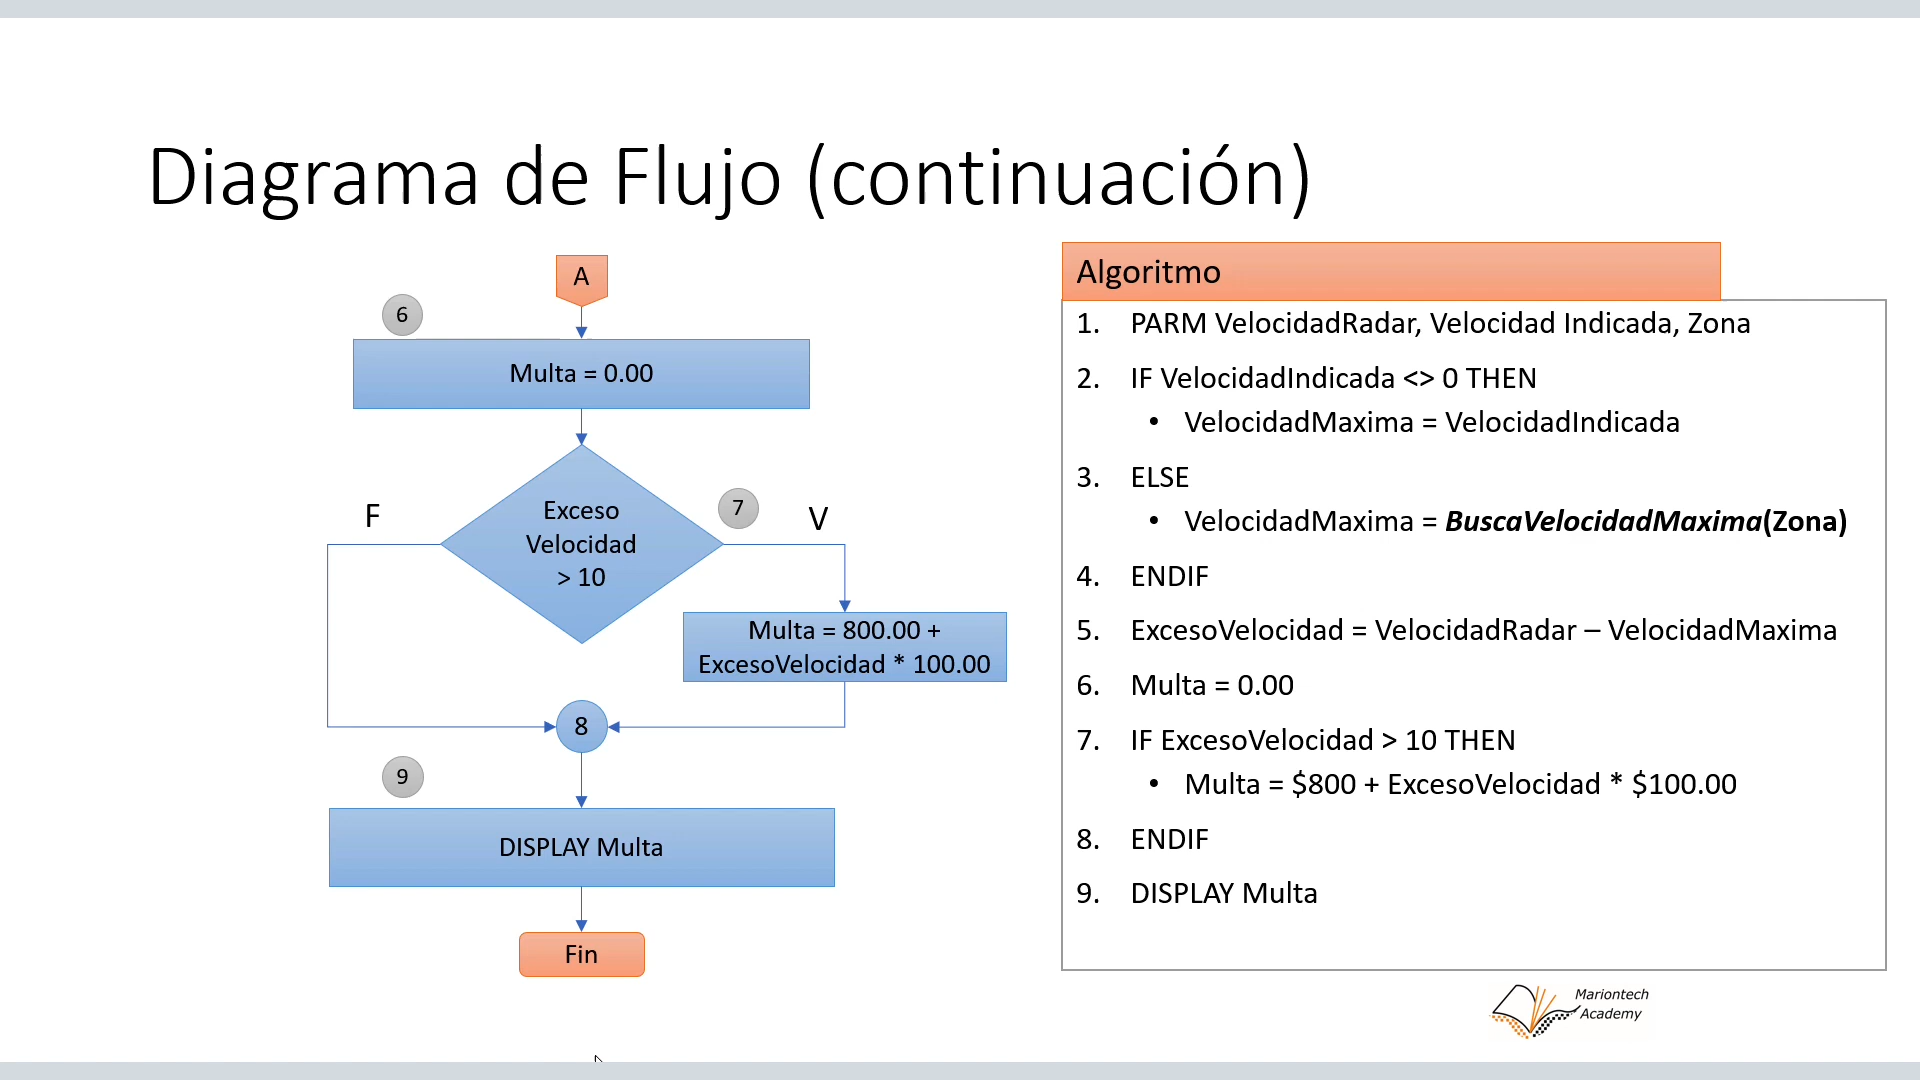 Diagrama de Flujo (continuación)
A
6
Multa = 0.00
Exceso
Velocidad
> 10
F
7
V
Multa = 800.00 +
ExcesoVelocidad * 100.00
8
9
DISPLAY Multa
Fin
Algoritmo
1. PARM VelocidadRadar, Velocidad Indicada, Zona
2. IF VelocidadIndicada <> 0 THEN
• VelocidadMaxima = VelocidadIndicada
3. ELSE
• VelocidadMaxima = BuscaVelocidadMaxima(Zona)
4. ENDIF
5. ExcesoVelocidad = VelocidadRadar – VelocidadMaxima
6. Multa = 0.00
7. IF ExcesoVelocidad > 10 THEN
• Multa = $800 + ExcesoVelocidad * $100.00
8. ENDIF
9. DISPLAY Multa
Mariontech
Academy